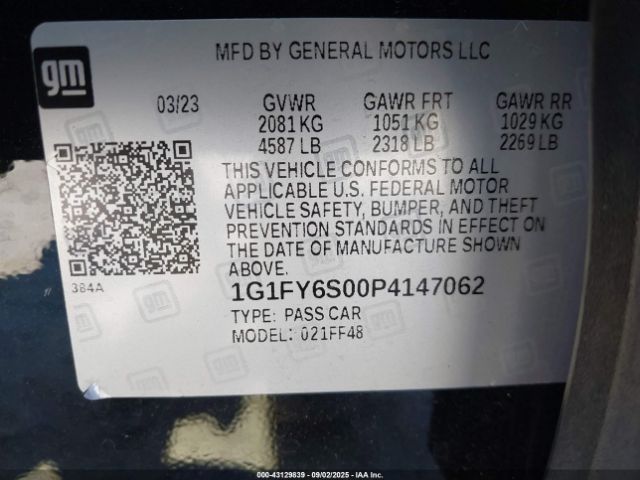 gm
MFD BY GENERAL MOTORS LLC
03/23 GVWR GAWR FRT GAWR RR
2081 KG 1051 KG 1029 KG
4587 LB 2318 LB 2269 LB
THIS VEHICLE CONFORMS TO ALL
APPLICABLE U.S. FEDERAL MOTOR
VEHICLE SAFETY, BUMPER, AND THEFT
PREVENTION STANDARDS IN EFFECT ON
THE DATE OF MANUFACTURE SHOWN
ABOVE.
384A
1G1FY6S00P4147062
TYPE: PASS CAR
MODEL: 021FF48
000-43129839 - 09/02/2025 - IAA Inc.